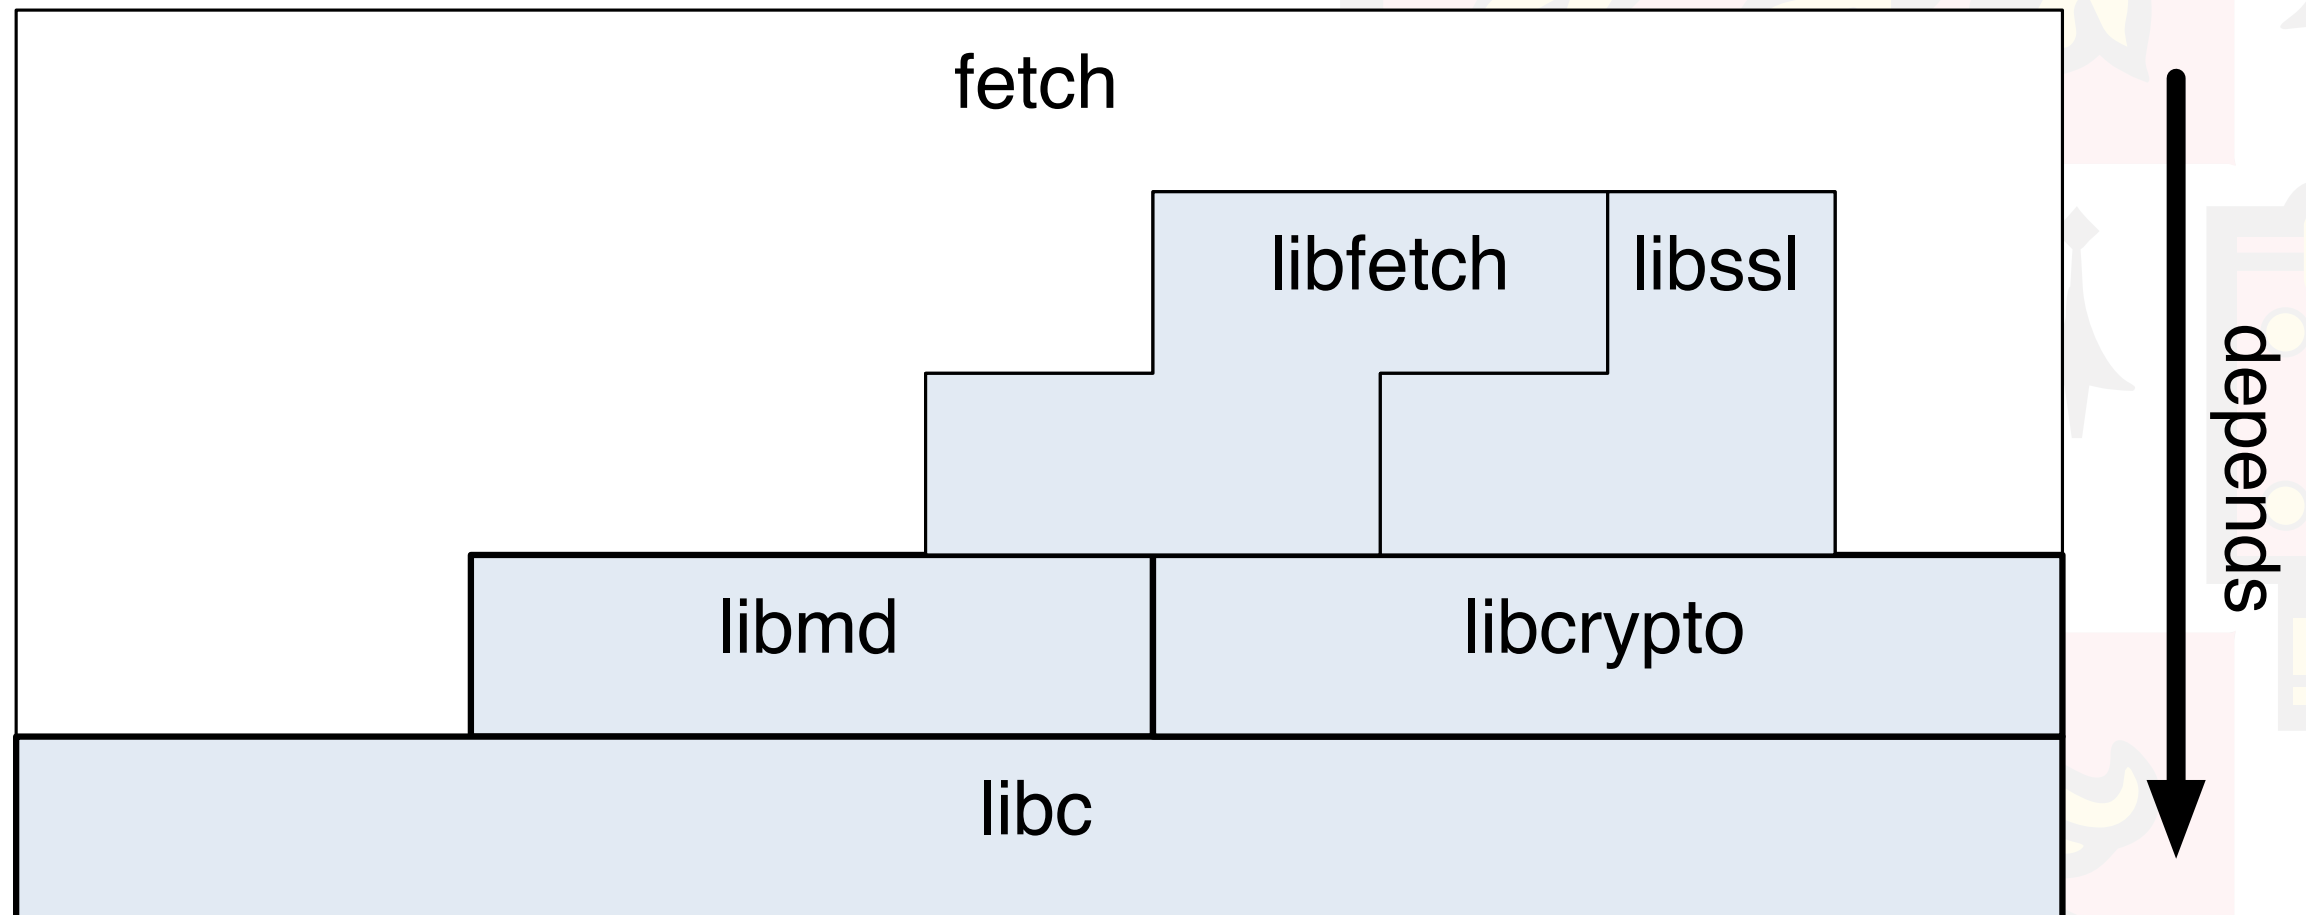 fetch
libfetch
libssl
libmd
libcrypto
libc
depends